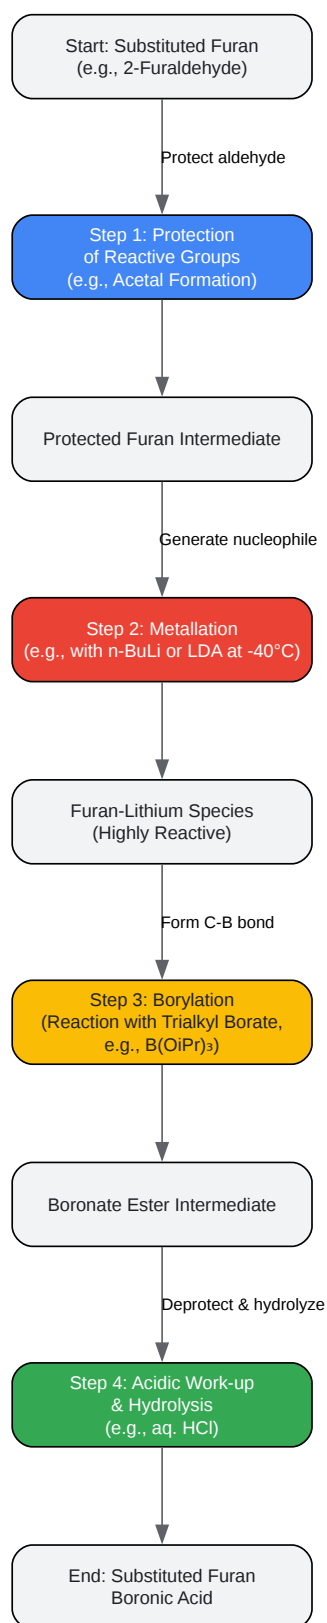 Start: Substituted Furan
(e.g., 2-Furaldehyde)
Protect aldehyde
Step 1: Protection
of Reactive Groups
(e.g., Acetal Formation)
Protected Furan Intermediate
Generate nucleophile
Step 2: Metallation
(e.g., with n-BuLi or LDA at -40°C)
Furan-Lithium Species
(Highly Reactive)
Form C-B bond
Step 3: Borylation
(Reaction with Trialkyl Borate,
e.g., B(OiPr)₃)
Boronate Ester Intermediate
Deprotect & hydrolyze
Step 4: Acidic Work-up
& Hydrolysis
(e.g., aq. HCl)
End: Substituted Furan
Boronic Acid